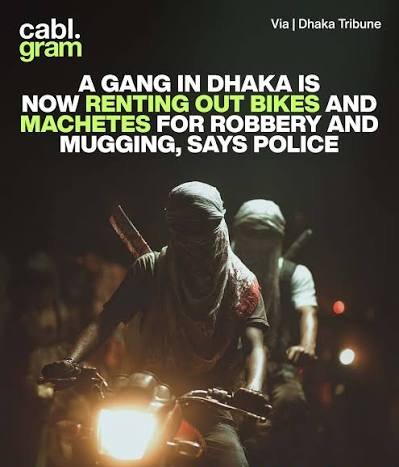 cabl.
gram
Via | Dhaka Tribune
A GANG IN DHAKA IS
NOW RENTING OUT BIKES AND
MACHETES FOR ROBBERY AND
MUGGING, SAYS POLICE